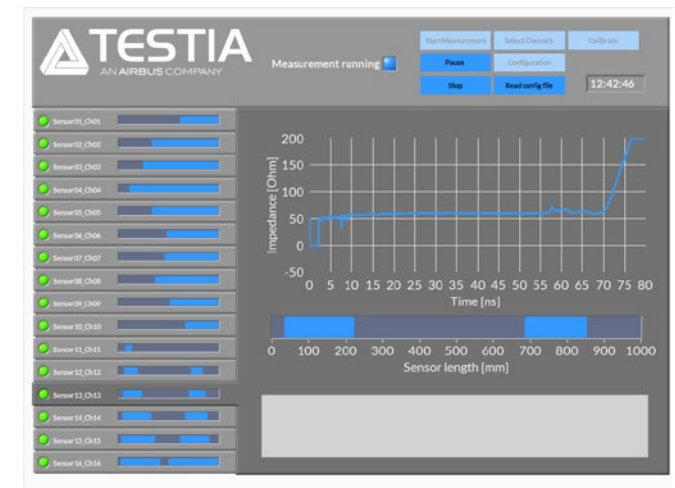 TESTIA
AN AIRBUS COMPANY
Measurement running
Start Measurement
Select Channels
Calibrate
Pause
Configuration
Stop
Read config file
12:42:46
Sensor01_Ch01
Sensor02_Ch02
Sensor03_Ch03
Sensor04_Ch04
Sensor05_Ch05
Sensor06_Ch06
Sensor07_Ch07
Sensor08_Ch08
Sensor09_Ch09
Sensor10_Ch10
Sensor11_Ch11
Sensor12_Ch12
Sensor13_Ch13
Sensor14_Ch14
Sensor15_Ch15
Sensor16_Ch16
Impedance [Ohm]
200
150
100
50
0
-50
0 5 10 15 20 25 30 35 40 45 50 55 60 65 70 75 80
Time [ns]
0 100 200 300 400 500 600 700 800 900 1000
Sensor length [mm]